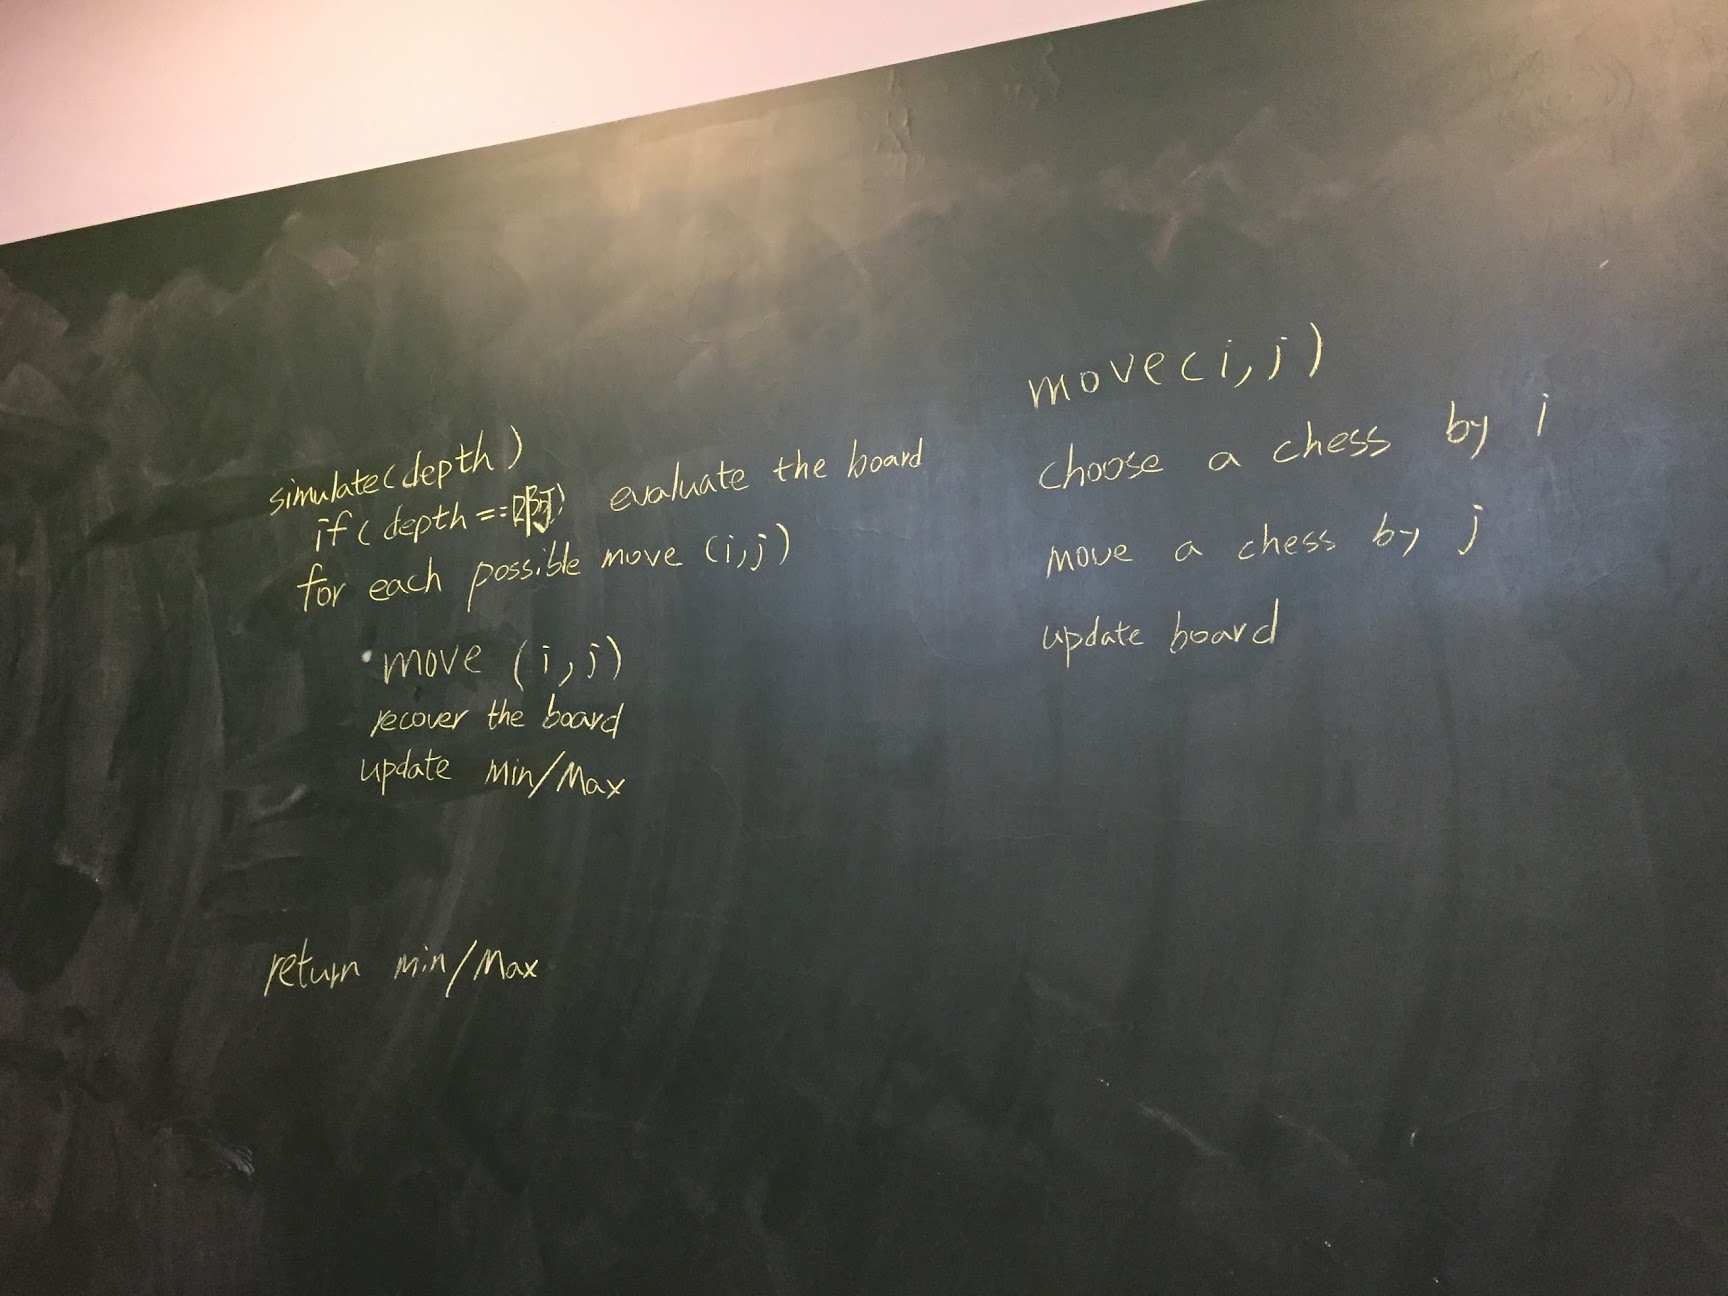 simulate(depth)
if(depth==啊) evaluate the board
for each possible move (i,j)
move (i,j)
recover the board
update min/Max
return min/Max
move(i,j)
choose a chess by i
move a chess by j
update board